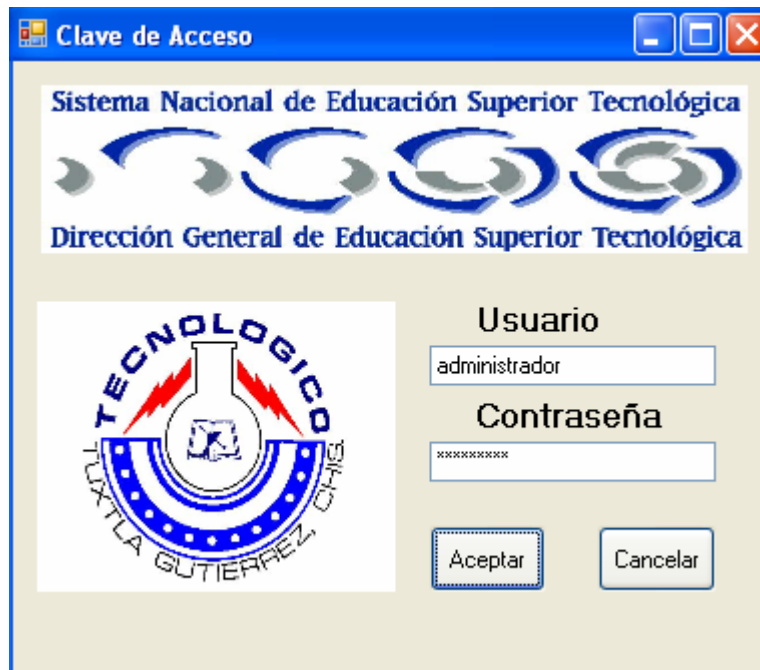 Clave de Acceso
Sistema Nacional de Educación Superior Tecnológica
Dirección General de Educación Superior Tecnológica
TECNOLOGICO
TUXTLA GUTIERREZ, CHIS.
Usuario
administrador
Contraseña
*********
Aceptar
Cancelar